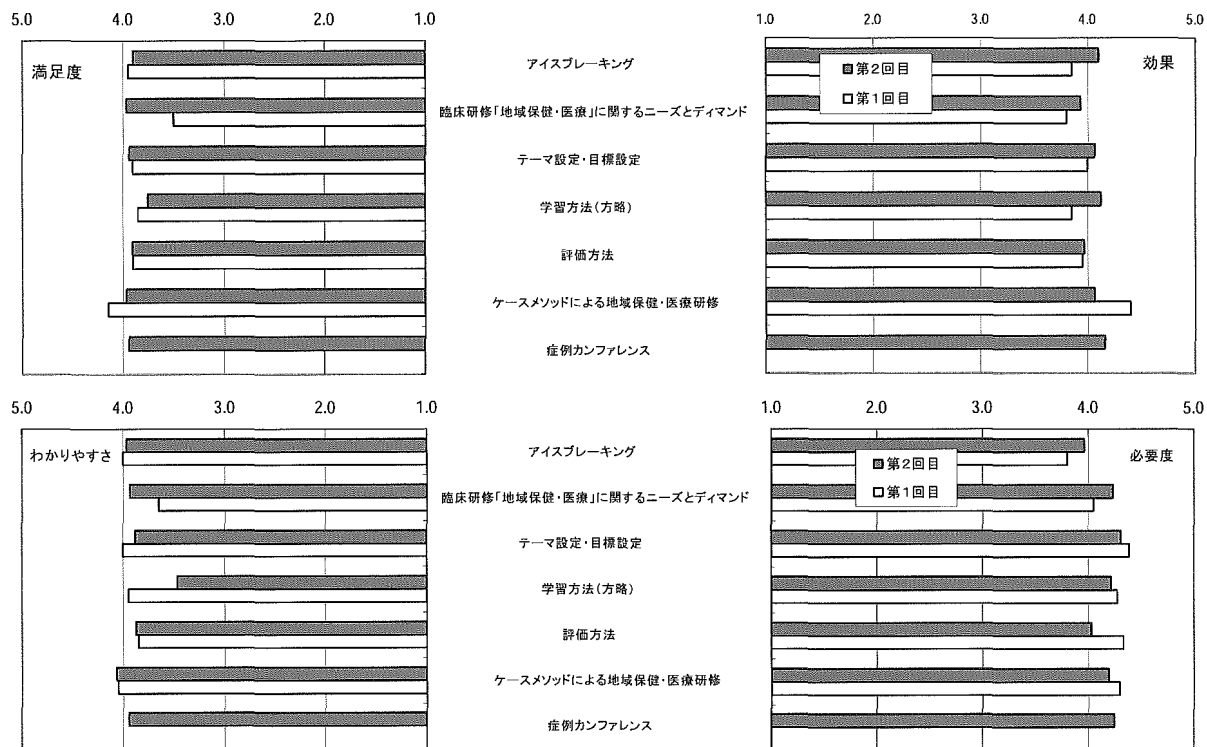 5.0 4.0 3.0 2.0 1.0
満足度
アイスブレーキング
臨床研修「地域保健・医療」に関するニーズとディマンド
テーマ設定・目標設定
学習方法(方略)
評価方法
ケースメソッドによる地域保健・医療研修
症例カンファレンス
1.0 2.0 3.0 4.0 5.0
効果
第2回目
第1回目
5.0 4.0 3.0 2.0 1.0
わかりやすさ
アイスブレーキング
臨床研修「地域保健・医療」に関するニーズとディマンド
テーマ設定・目標設定
学習方法(方略)
評価方法
ケースメソッドによる地域保健・医療研修
症例カンファレンス
1.0 2.0 3.0 4.0 5.0
必要度
第2回目
第1回目